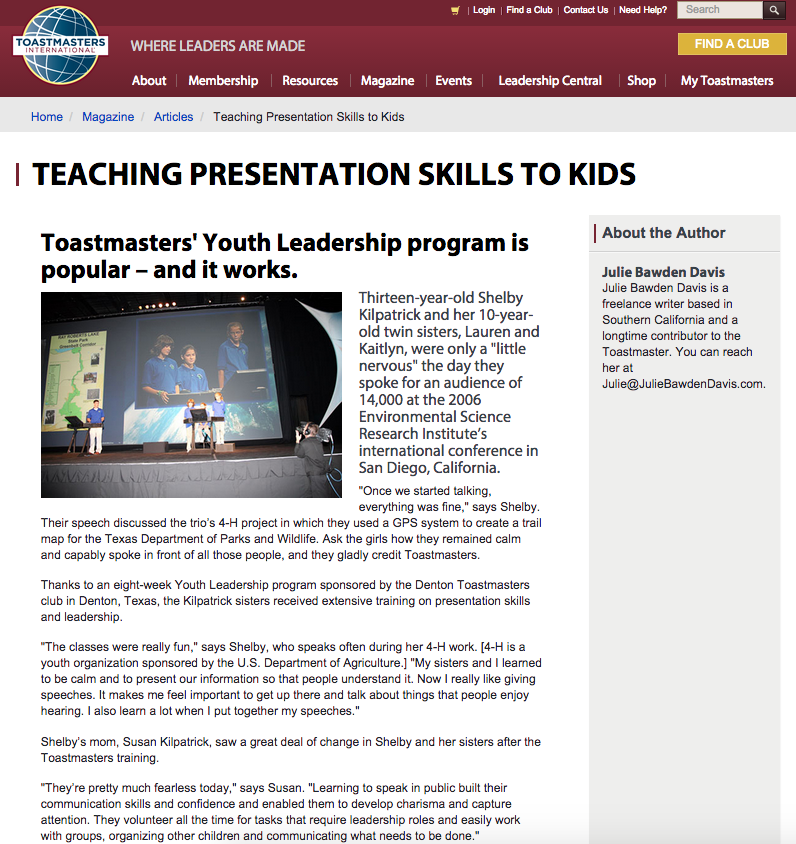 Login | Find a Club | Contact Us | Need Help? Search
TOASTMASTERS
INTERNATIONAL
WHERE LEADERS ARE MADE
FIND A CLUB
About | Membership | Resources | Magazine | Events | Leadership Central | Shop | My Toastmasters
Home / Magazine / Articles / Teaching Presentation Skills to Kids
TEACHING PRESENTATION SKILLS TO KIDS
Toastmasters' Youth Leadership program is
popular – and it works.
RAY ROBERTS LAKE
State Park
Greenbelt Corridor
Thirteen-year-old Shelby
Kilpatrick and her 10-year-
old twin sisters, Lauren and
Kaitlyn, were only a "little
nervous" the day they
spoke for an audience of
14,000 at the 2006
Environmental Science
Research Institute’s
international conference in
San Diego, California.
"Once we started talking,
everything was fine," says Shelby.
Their speech discussed the trio’s 4-H project in which they used a GPS system to create a trail
map for the Texas Department of Parks and Wildlife. Ask the girls how they remained calm
and capably spoke in front of all those people, and they gladly credit Toastmasters.
Thanks to an eight-week Youth Leadership program sponsored by the Denton Toastmasters
club in Denton, Texas, the Kilpatrick sisters received extensive training on presentation skills
and leadership.
"The classes were really fun," says Shelby, who speaks often during her 4-H work. [4-H is a
youth organization sponsored by the U.S. Department of Agriculture.] "My sisters and I learned
to be calm and to present our information so that people understand it. Now I really like giving
speeches. It makes me feel important to get up there and talk about things that people enjoy
hearing. I also learn a lot when I put together my speeches."
Shelby’s mom, Susan Kilpatrick, saw a great deal of change in Shelby and her sisters after the
Toastmasters training.
"They’re pretty much fearless today," says Susan. "Learning to speak in public built their
communication skills and confidence and enabled them to develop charisma and capture
attention. They volunteer all the time for tasks that require leadership roles and easily work
with groups, organizing other children and communicating what needs to be done."
About the Author
Julie Bawden Davis
Julie Bawden Davis is a
freelance writer based in
Southern California and a
longtime contributor to the
Toastmaster. You can reach
her at
Julie@JulieBawdenDavis.com.